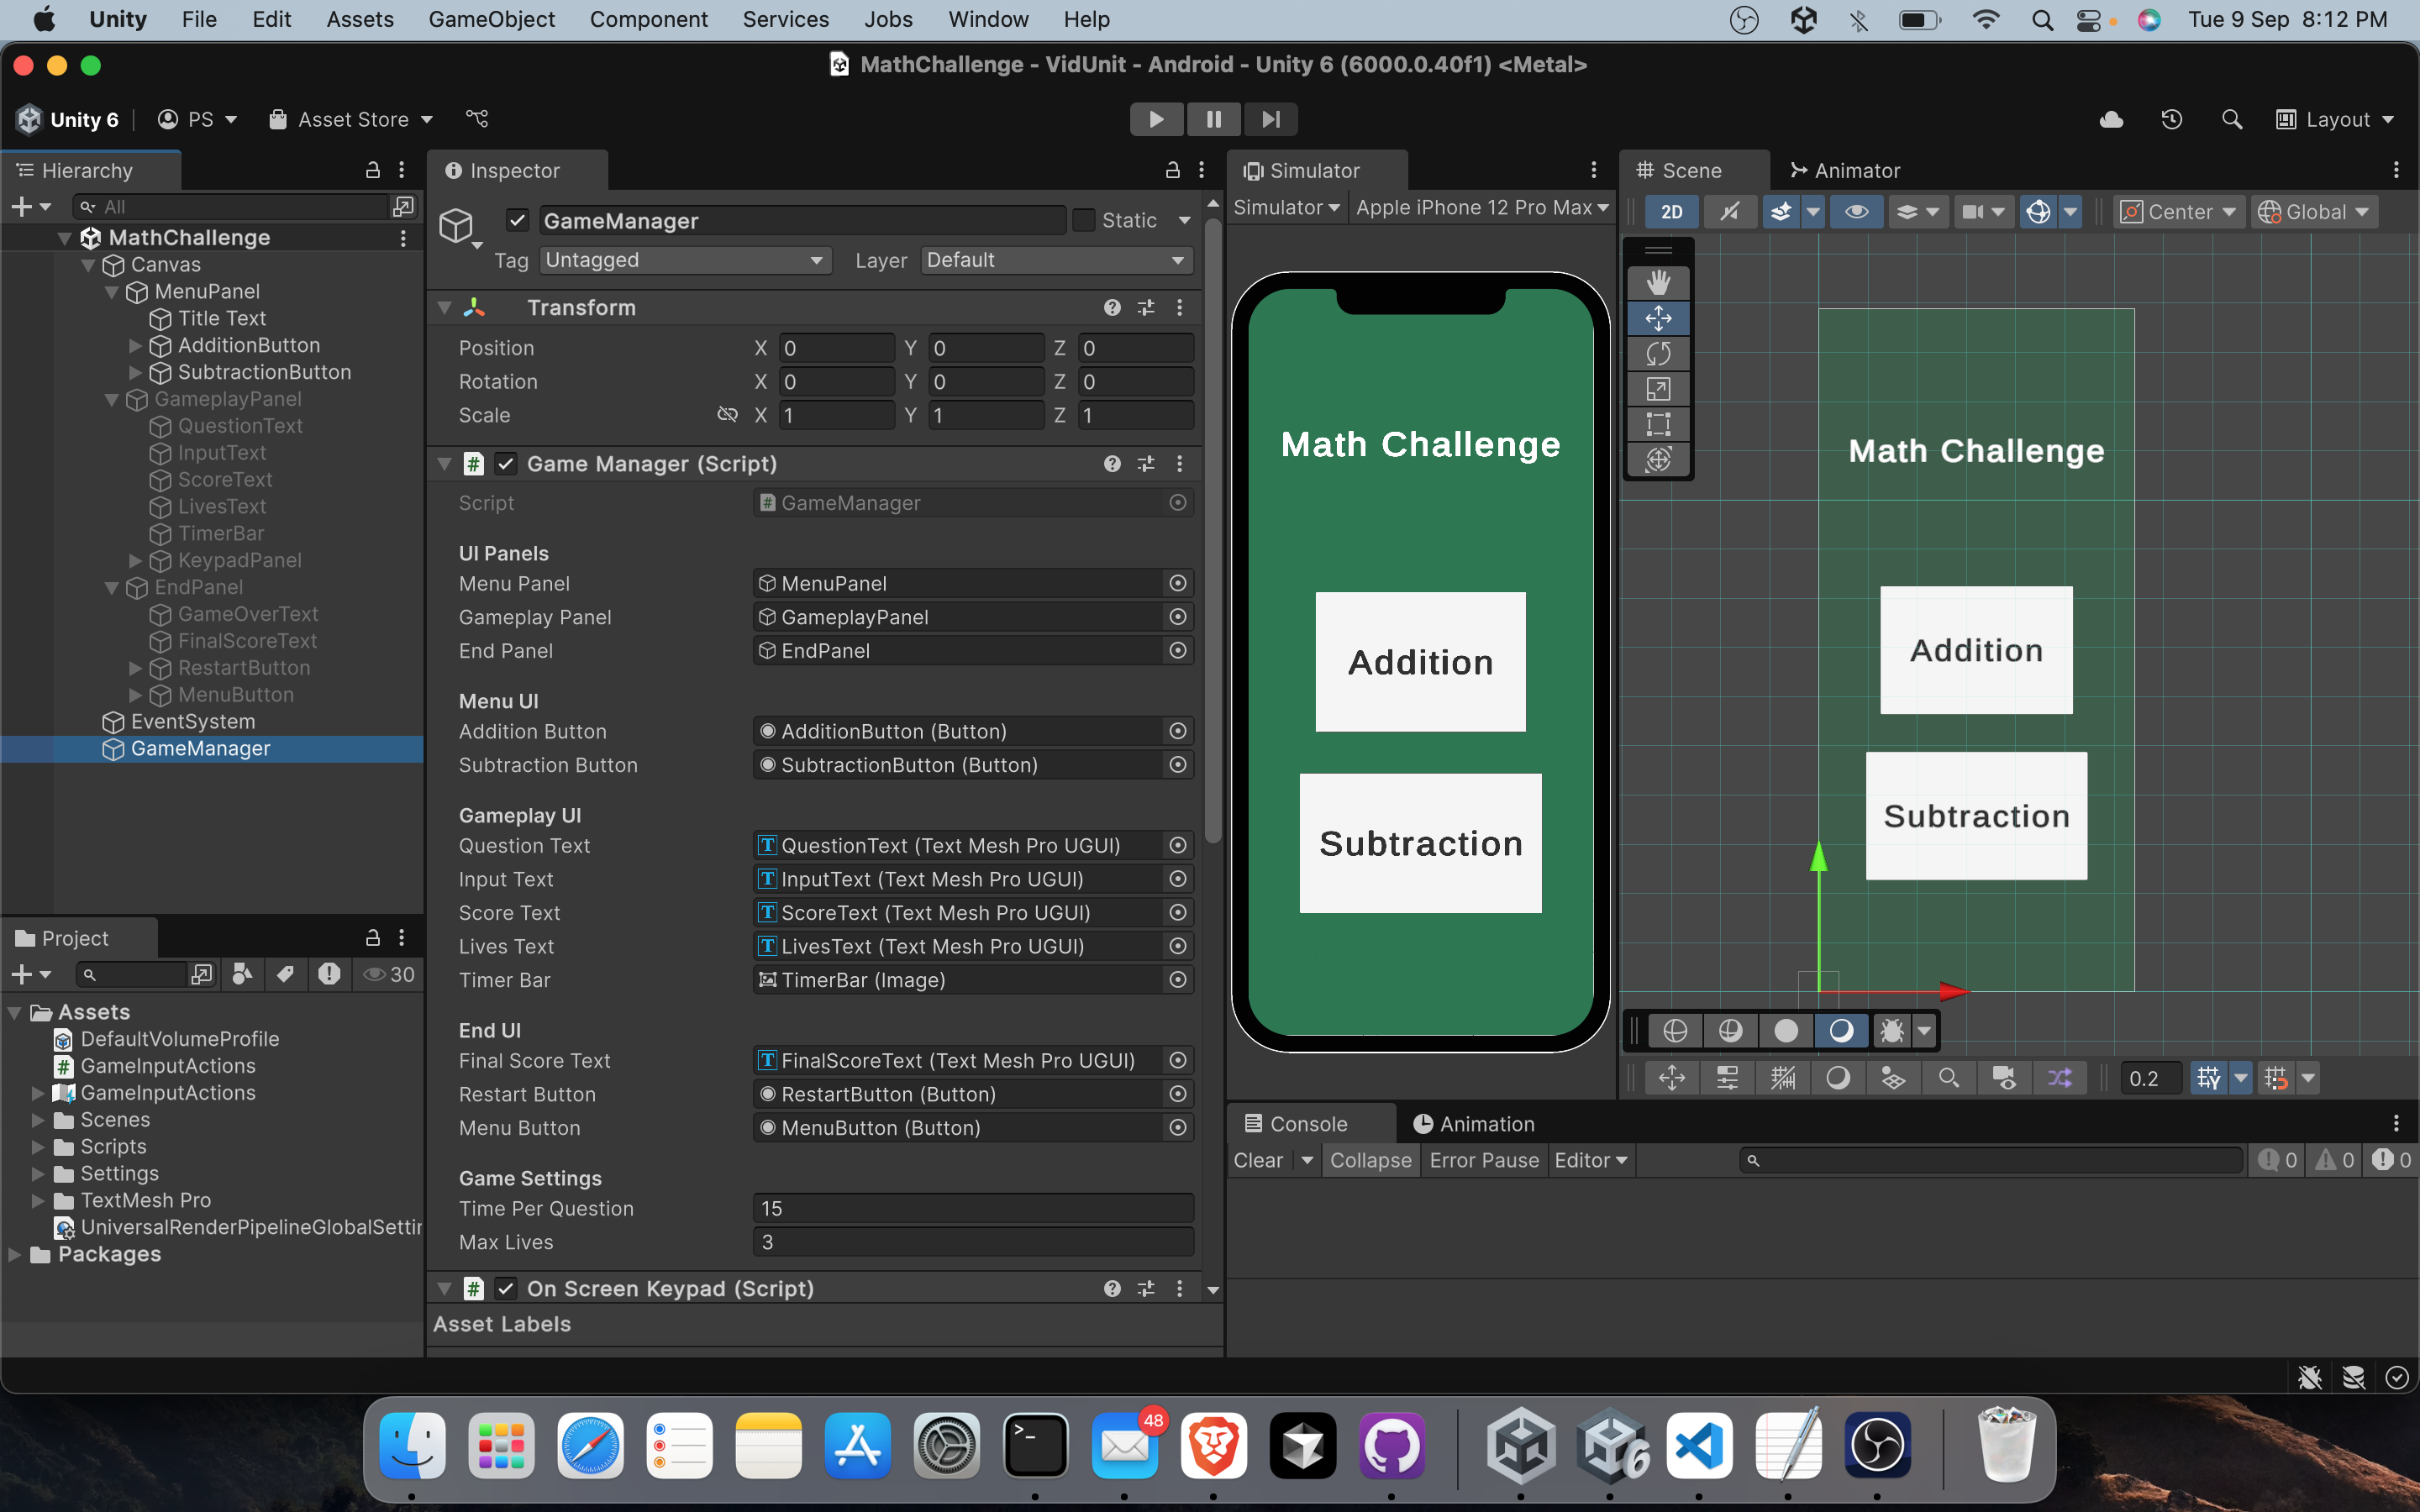 Unity File Edit Assets GameObject Component Services Jobs Window Help Tue 9 Sep 8:12 PM
MathChallenge - VidUnit - Android - Unity 6 (6000.0.40f1) <Metal>
Unity 6 PS Asset Store Layout
Hierarchy
All
MathChallenge
Canvas
MenuPanel
Title Text
AdditionButton
SubtractionButton
GameplayPanel
QuestionText
InputText
ScoreText
LivesText
TimerBar
KeypadPanel
EndPanel
GameOverText
FinalScoreText
RestartButton
MenuButton
EventSystem
GameManager
Project
30
Assets
DefaultVolumeProfile
GameInputActions
GameInputActions
Scenes
Scripts
Settings
TextMesh Pro
UniversalRenderPipelineGlobalSettin
Packages
Inspector
GameManager Static
Tag Untagged Layer Default
Transform
Position X 0 Y 0 Z 0
Rotation X 0 Y 0 Z 0
Scale X 1 Y 1 Z 1
# Game Manager (Script)
Script # GameManager
UI Panels
Menu Panel MenuPanel
Gameplay Panel GameplayPanel
End Panel EndPanel
Menu UI
Addition Button AdditionButton (Button)
Subtraction Button SubtractionButton (Button)
Gameplay UI
Question Text QuestionText (Text Mesh Pro UGUI)
Input Text InputText (Text Mesh Pro UGUI)
Score Text ScoreText (Text Mesh Pro UGUI)
Lives Text LivesText (Text Mesh Pro UGUI)
Timer Bar TimerBar (Image)
End UI
Final Score Text FinalScoreText (Text Mesh Pro UGUI)
Restart Button RestartButton (Button)
Menu Button MenuButton (Button)
Game Settings
Time Per Question 15
Max Lives 3
# On Screen Keypad (Script)
Asset Labels
Simulator
Simulator Apple iPhone 12 Pro Max
Math Challenge
Addition
Subtraction
Scene Animator
2D Center Global
Math Challenge
Addition
Subtraction
0.2
Console Animation
Clear Collapse Error Pause Editor 0 0 0
48
6